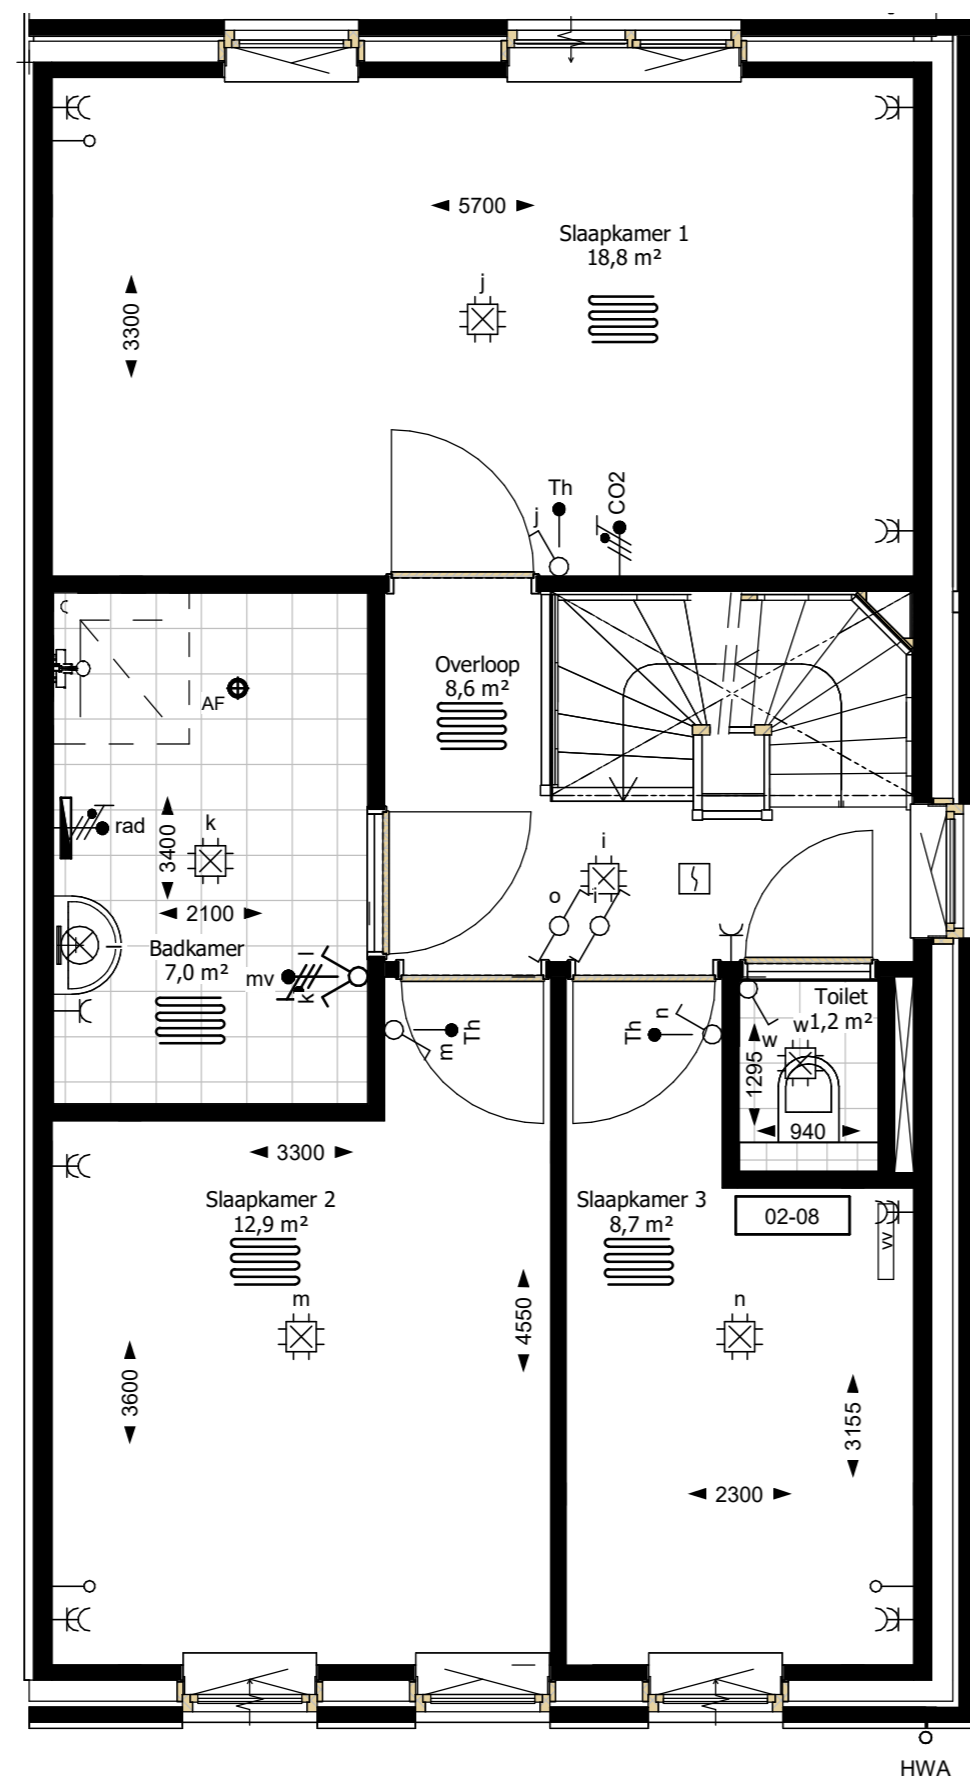 5700
Slaapkamer 1
18,8 m²
j
3300
Th
CO2
j
Overloop
8,6 m²
AF
rad
k
3400
2100
i
o
i
Badkamer
7,0 m²
mv
l
k
Toilet
1,2 m²
w
w
Th
m
Th
n
1295
940
3300
Slaapkamer 2
12,9 m²
Slaapkamer 3
8,7 m²
02-08
vv
m
n
4550
3600
3155
2300
HWA